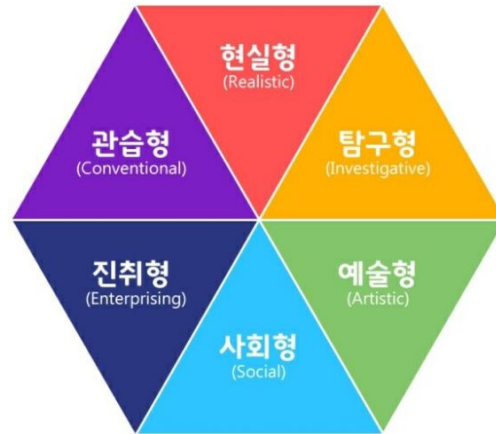 현실형
(Realistic)
관습형
(Conventional)
탐구형
(Investigative)
진취형
(Enterprising)
예술형
(Artistic)
사회형
(Social)